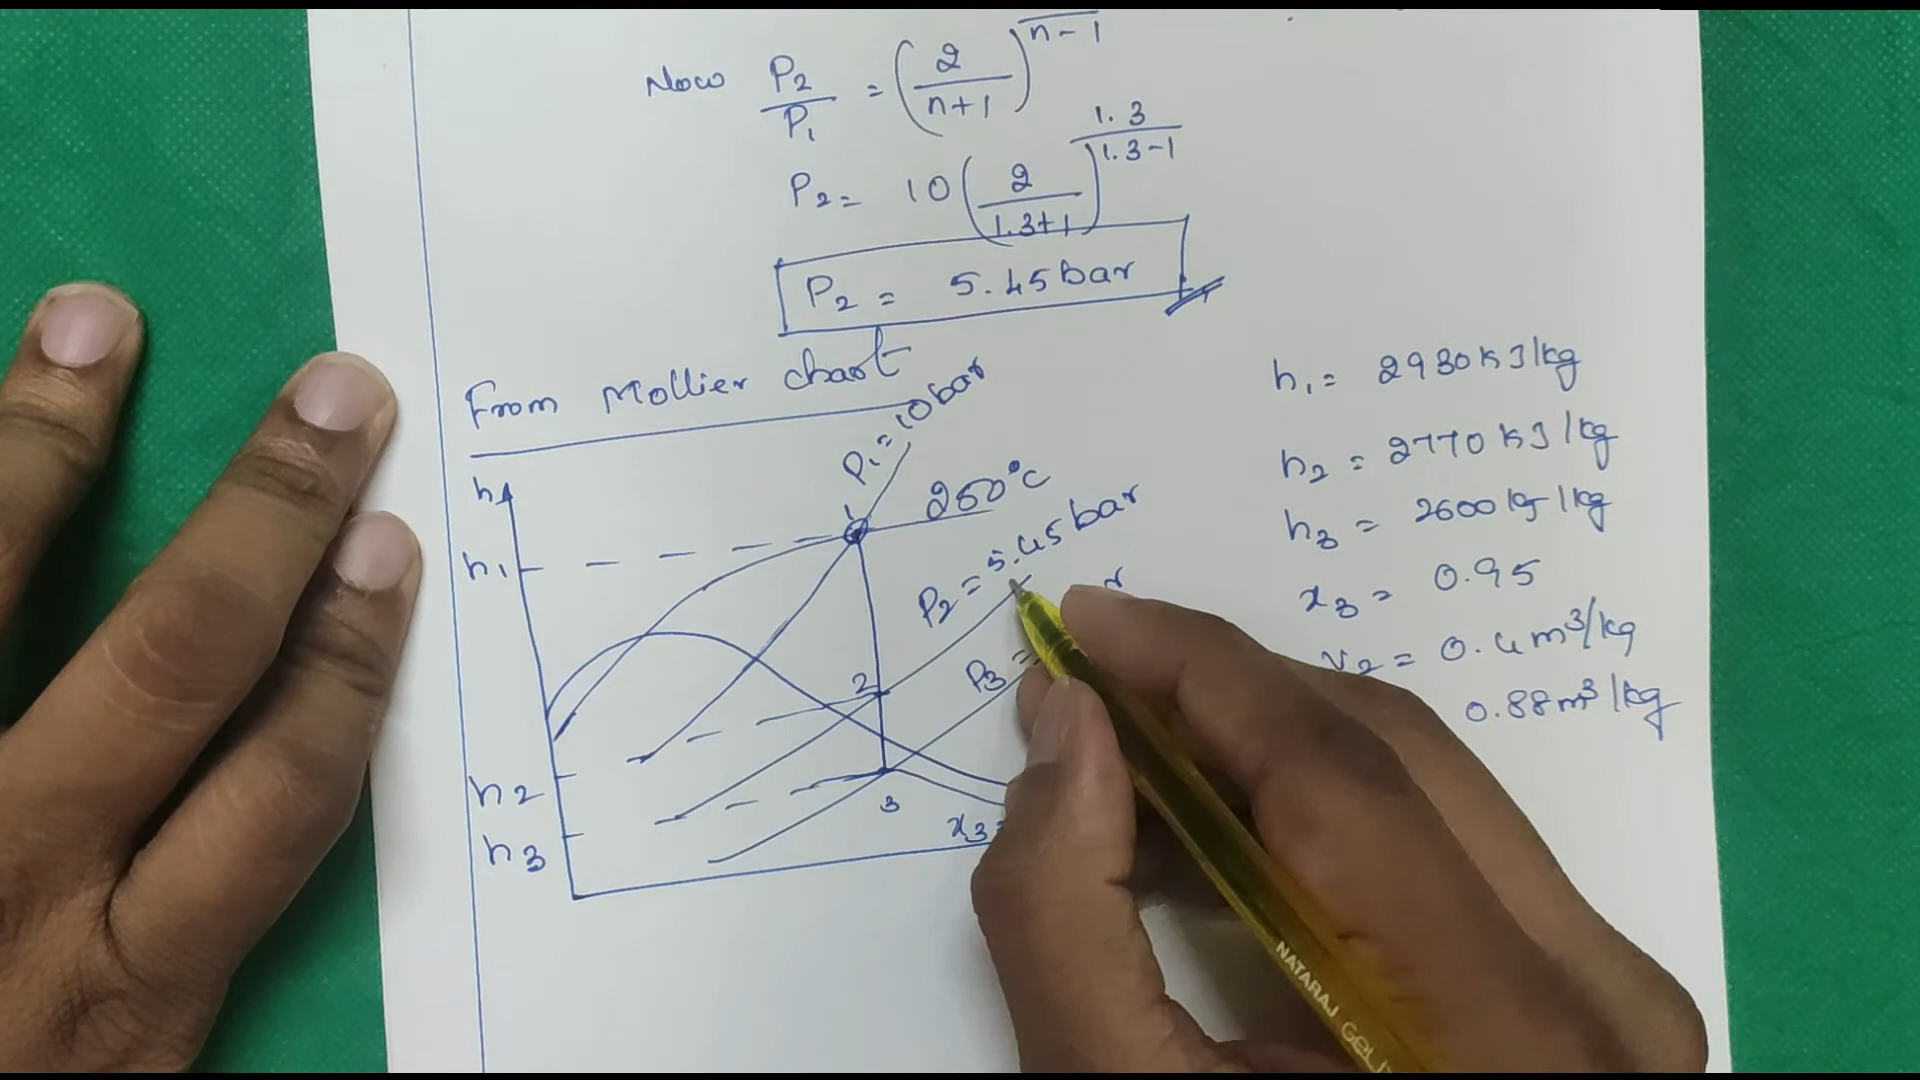 n-1
Now P2/P1 = (2/n+1)
1.3/1.3-1
P2 = 10(2/1.3+1)
P2 = 5.45 bar
From Mollier chart
P1 = 10 bar
h
1
250°C
h1
P2 = 5.45 bar
2
P3 =
h2
3
h3
x3 =
h1 = 2930 KJ/kg
h2 = 2770 KJ/kg
h3 = 2600 kJ/kg
x3 = 0.95
v2 = 0.4 m³/kg
0.88 m³/kg
NATARAJ